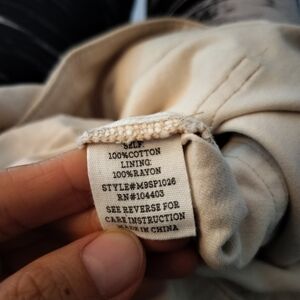 SELF:
100%COTTON
LINING:
100%RAYON
STYLE#M9SP1026
RN#104403
SEE REVERSE FOR
CARE INSTRUCTION
MADE IN CHINA